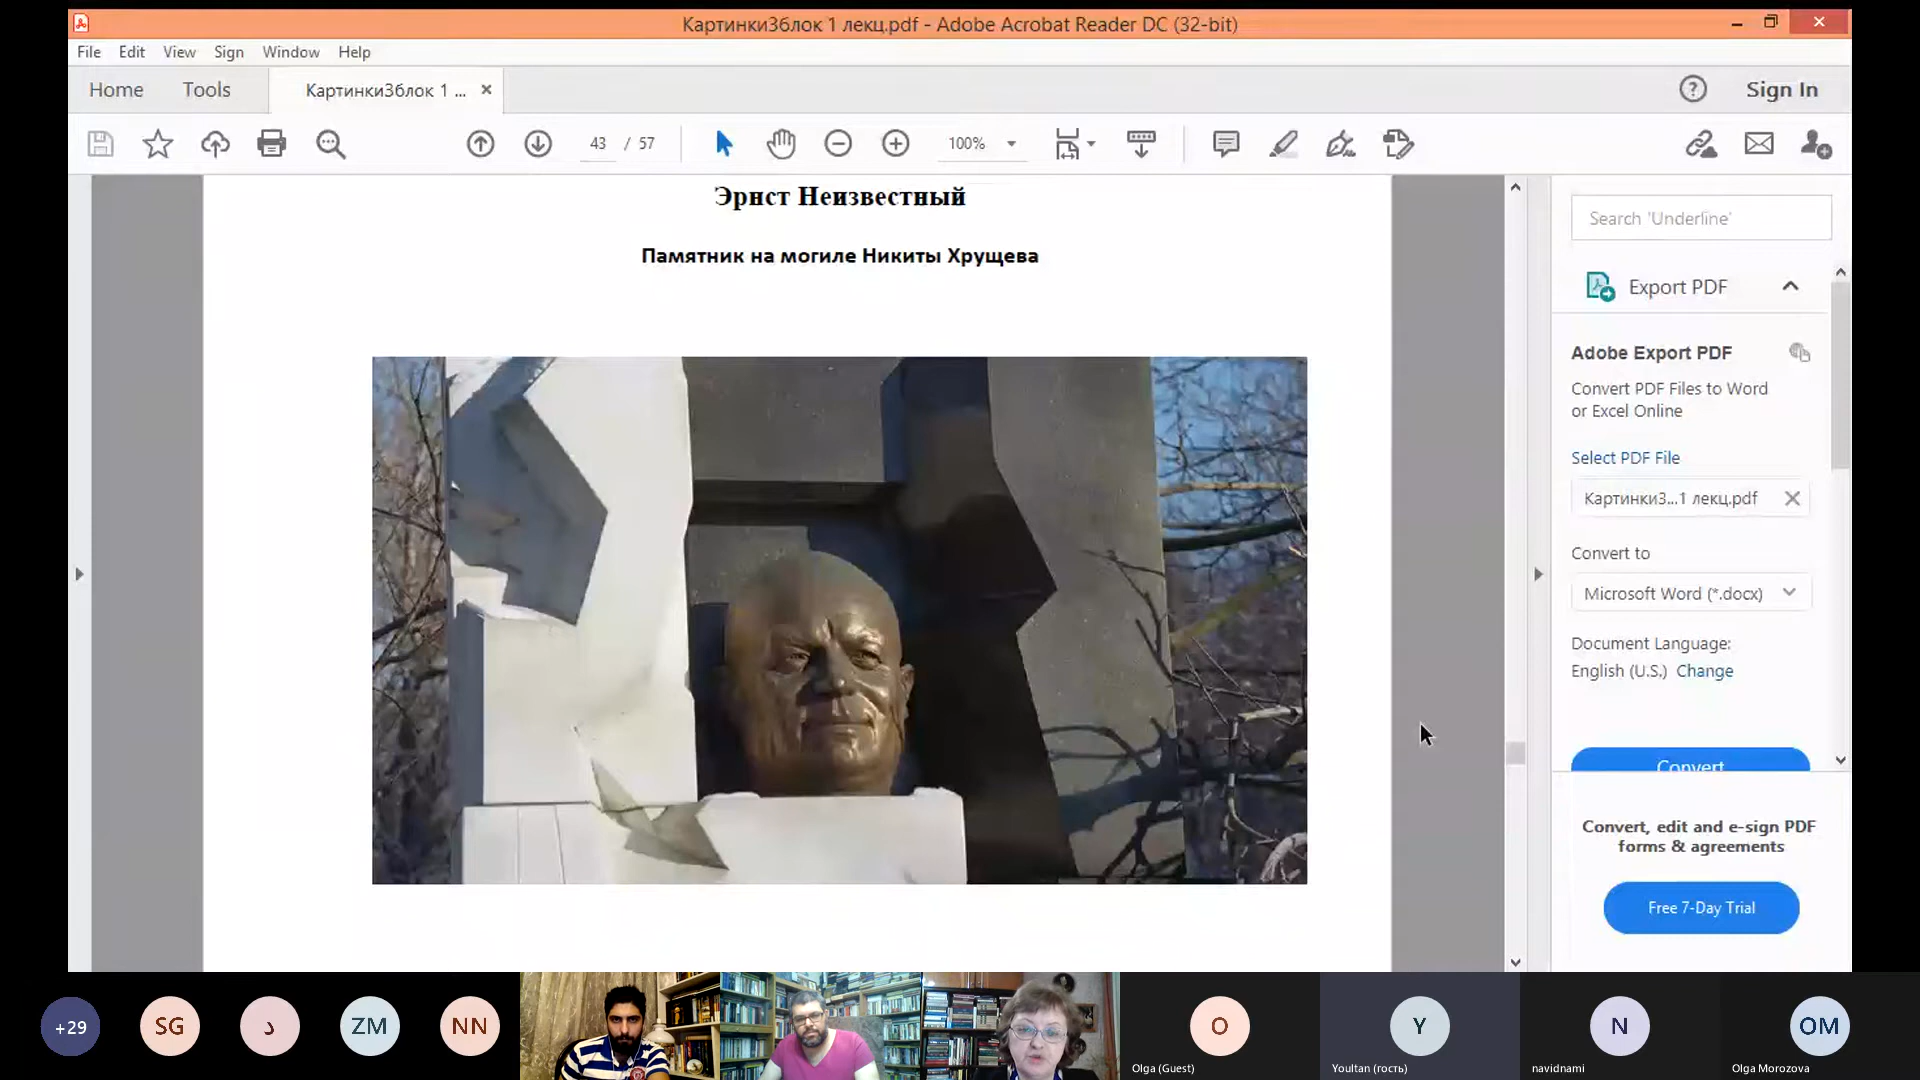 Картинки3блок 1 лекц.pdf - Adobe Acrobat Reader DC (32-bit)
File Edit View Sign Window Help
Home Tools Картинки3блок 1 ... Sign In
43 / 57 100%
Эрнст Неизвестный
Памятник на могиле Никиты Хрущева
Search 'Underline'
Export PDF
Adobe Export PDF
Convert PDF Files to Word
or Excel Online
Select PDF File
Картинки3...1 лекц.pdf
Convert to
Microsoft Word (*.docx)
Document Language:
English (U.S.) Change
Convert
Convert, edit and e-sign PDF
forms & agreements
Free 7-Day Trial
+29 SG د ZM NN O Y N OM
Olga (Guest) Youltan (гость) navidnami Olga Morozova